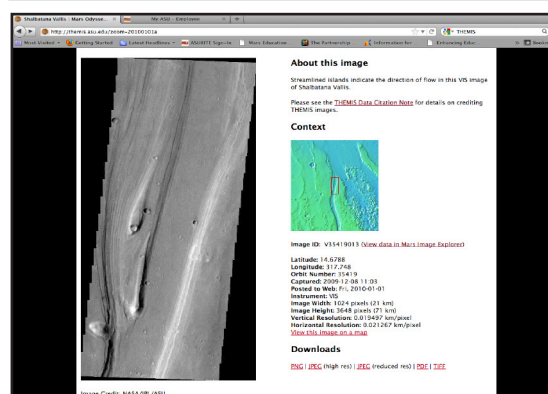 Shalbatana Vallis | Mars Odysse...
My ASU - Employee
http://themis.asu.edu/zoom-20100101a
THEMIS
Most Visited
Getting Started
Latest Headlines
ASURITE Sign-in
Mars Education...
The Partnership...
Information for...
Enhancing Educ...
About this image
Streamlined islands indicate the direction of flow in this VIS image
of Shalbatana Vallis.
Please see the THEMIS Data Citation Note for details on crediting
THEMIS images.
Context
Image ID: V35419013 (View data in Mars Image Explorer)
Latitude: 14.6788
Longitude: 317.748
Orbit Number: 35419
Captured: 2009-12-08 11:03
Posted to Web: Fri, 2010-01-01
Instrument: VIS
Image Width: 1024 pixels (21 km)
Image Height: 3648 pixels (71 km)
Vertical Resolution: 0.019497 km/pixel
Horizontal Resolution: 0.021267 km/pixel
View this image on a map
Downloads
PNG | JPEG (high res) | JPEG (reduced res) | PDF | TIFF
Image Credit: NASA/JPL/ASU